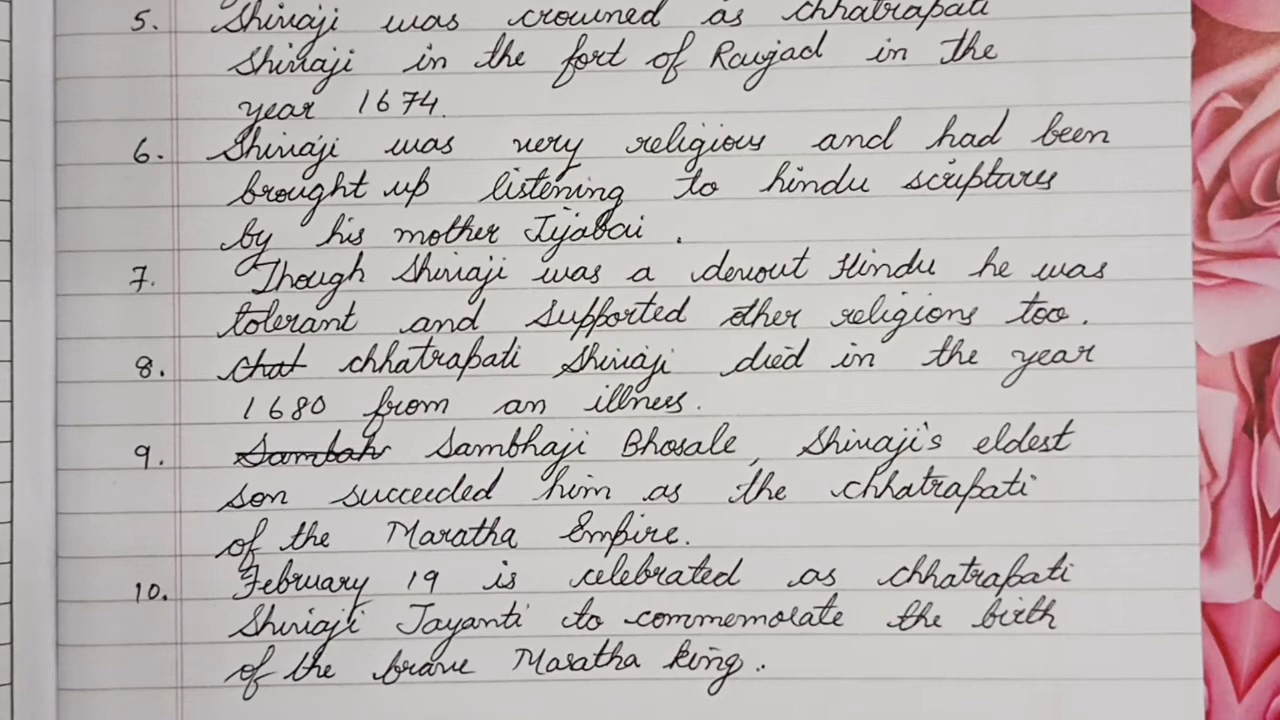 5. Shivaji was crowned as chhatrapati
Shivaji in the fort of Raigad in the
year 1674.
6. Shivaji was very religious and had been
brought up listening to hindu scriptures
by his mother Jijabai.
7. Though Shivaji was a devout Hindu he was
tolerant and supported other religions too.
8. chat chhatrapati Shivaji died in the year
1680 from an illness.
9. Sambah Sambhaji Bhosale, Shivaji's eldest
son succeeded him as the chhatrapati
of the Maratha Empire.
10. February 19 is celebrated as chhatrapati
Shivaji Jayanti to commemorate the birth
of the brave Maratha king.